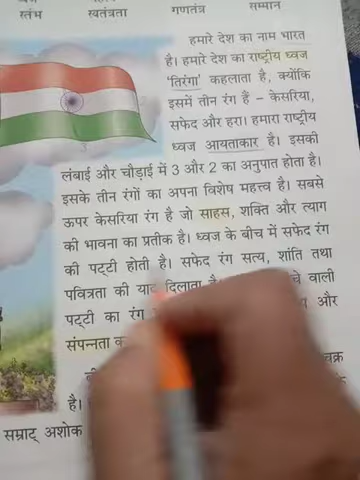 स्तंभ स्वतंत्रता गणतंत्र सम्मान
हमारे देश का नाम भारत
है। हमारे देश का राष्ट्रीय ध्वज
'तिरंगा' कहलाता है, क्योंकि
इसमें तीन रंग हैं – केसरिया,
सफेद और हरा। हमारा राष्ट्रीय
ध्वज आयताकार है। इसकी
लंबाई और चौड़ाई में 3 और 2 का अनुपात होता है।
इसके तीन रंगों का अपना विशेष महत्त्व है। सबसे
ऊपर केसरिया रंग है जो साहस, शक्ति और त्याग
की भावना का प्रतीक है। ध्वज के बीच में सफेद रंग
की पट्टी होती है। सफेद रंग सत्य, शांति तथा
पवित्रता की याद दिलाता वाली
पट्टी का रंग और
संपन्नता
है।
सम्राट् अशोक